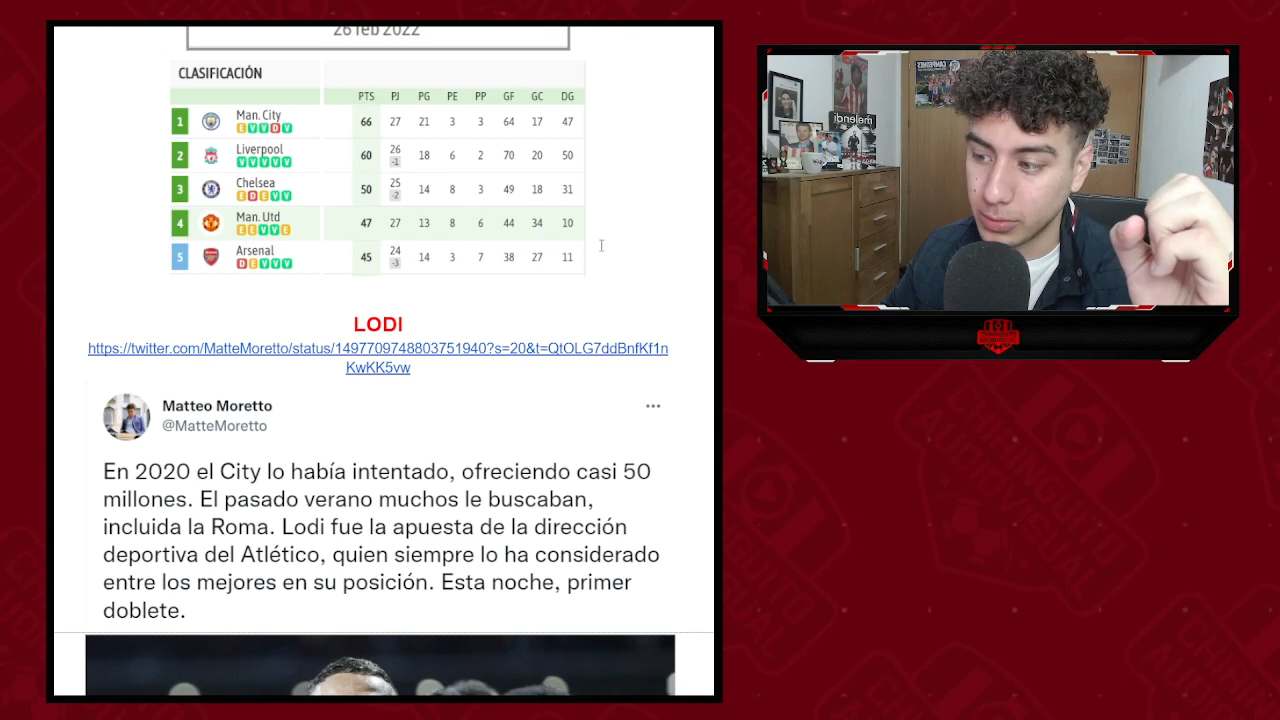 26 feb 2022
CLASIFICACIÓN
PTS PJ PG PE PP GF GC DG
1 Man. City 66 27 21 3 3 64 17 47
E V V D V
2 Liverpool 60 26 18 6 2 70 20 50
V V V V V -1
3 Chelsea 50 25 14 8 3 49 18 31
E D E V V -2
4 Man. Utd 47 27 13 8 6 44 34 10
E E V V E
5 Arsenal 45 24 14 3 7 38 27 11
D E V V V -3
LODI
https://twitter.com/MatteMoretto/status/1497709748803751940?s=20&t=QtOLG7ddBnfKf1n
KwKK5vw
Matteo Moretto
@MatteMoretto
En 2020 el City lo había intentado, ofreciendo casi 50
millones. El pasado verano muchos le buscaban,
incluida la Roma. Lodi fue la apuesta de la dirección
deportiva del Atlético, quien siempre lo ha considerado
entre los mejores en su posición. Esta noche, primer
doblete.
melendi
CHIRINGUITO
AUDIOVISUAL